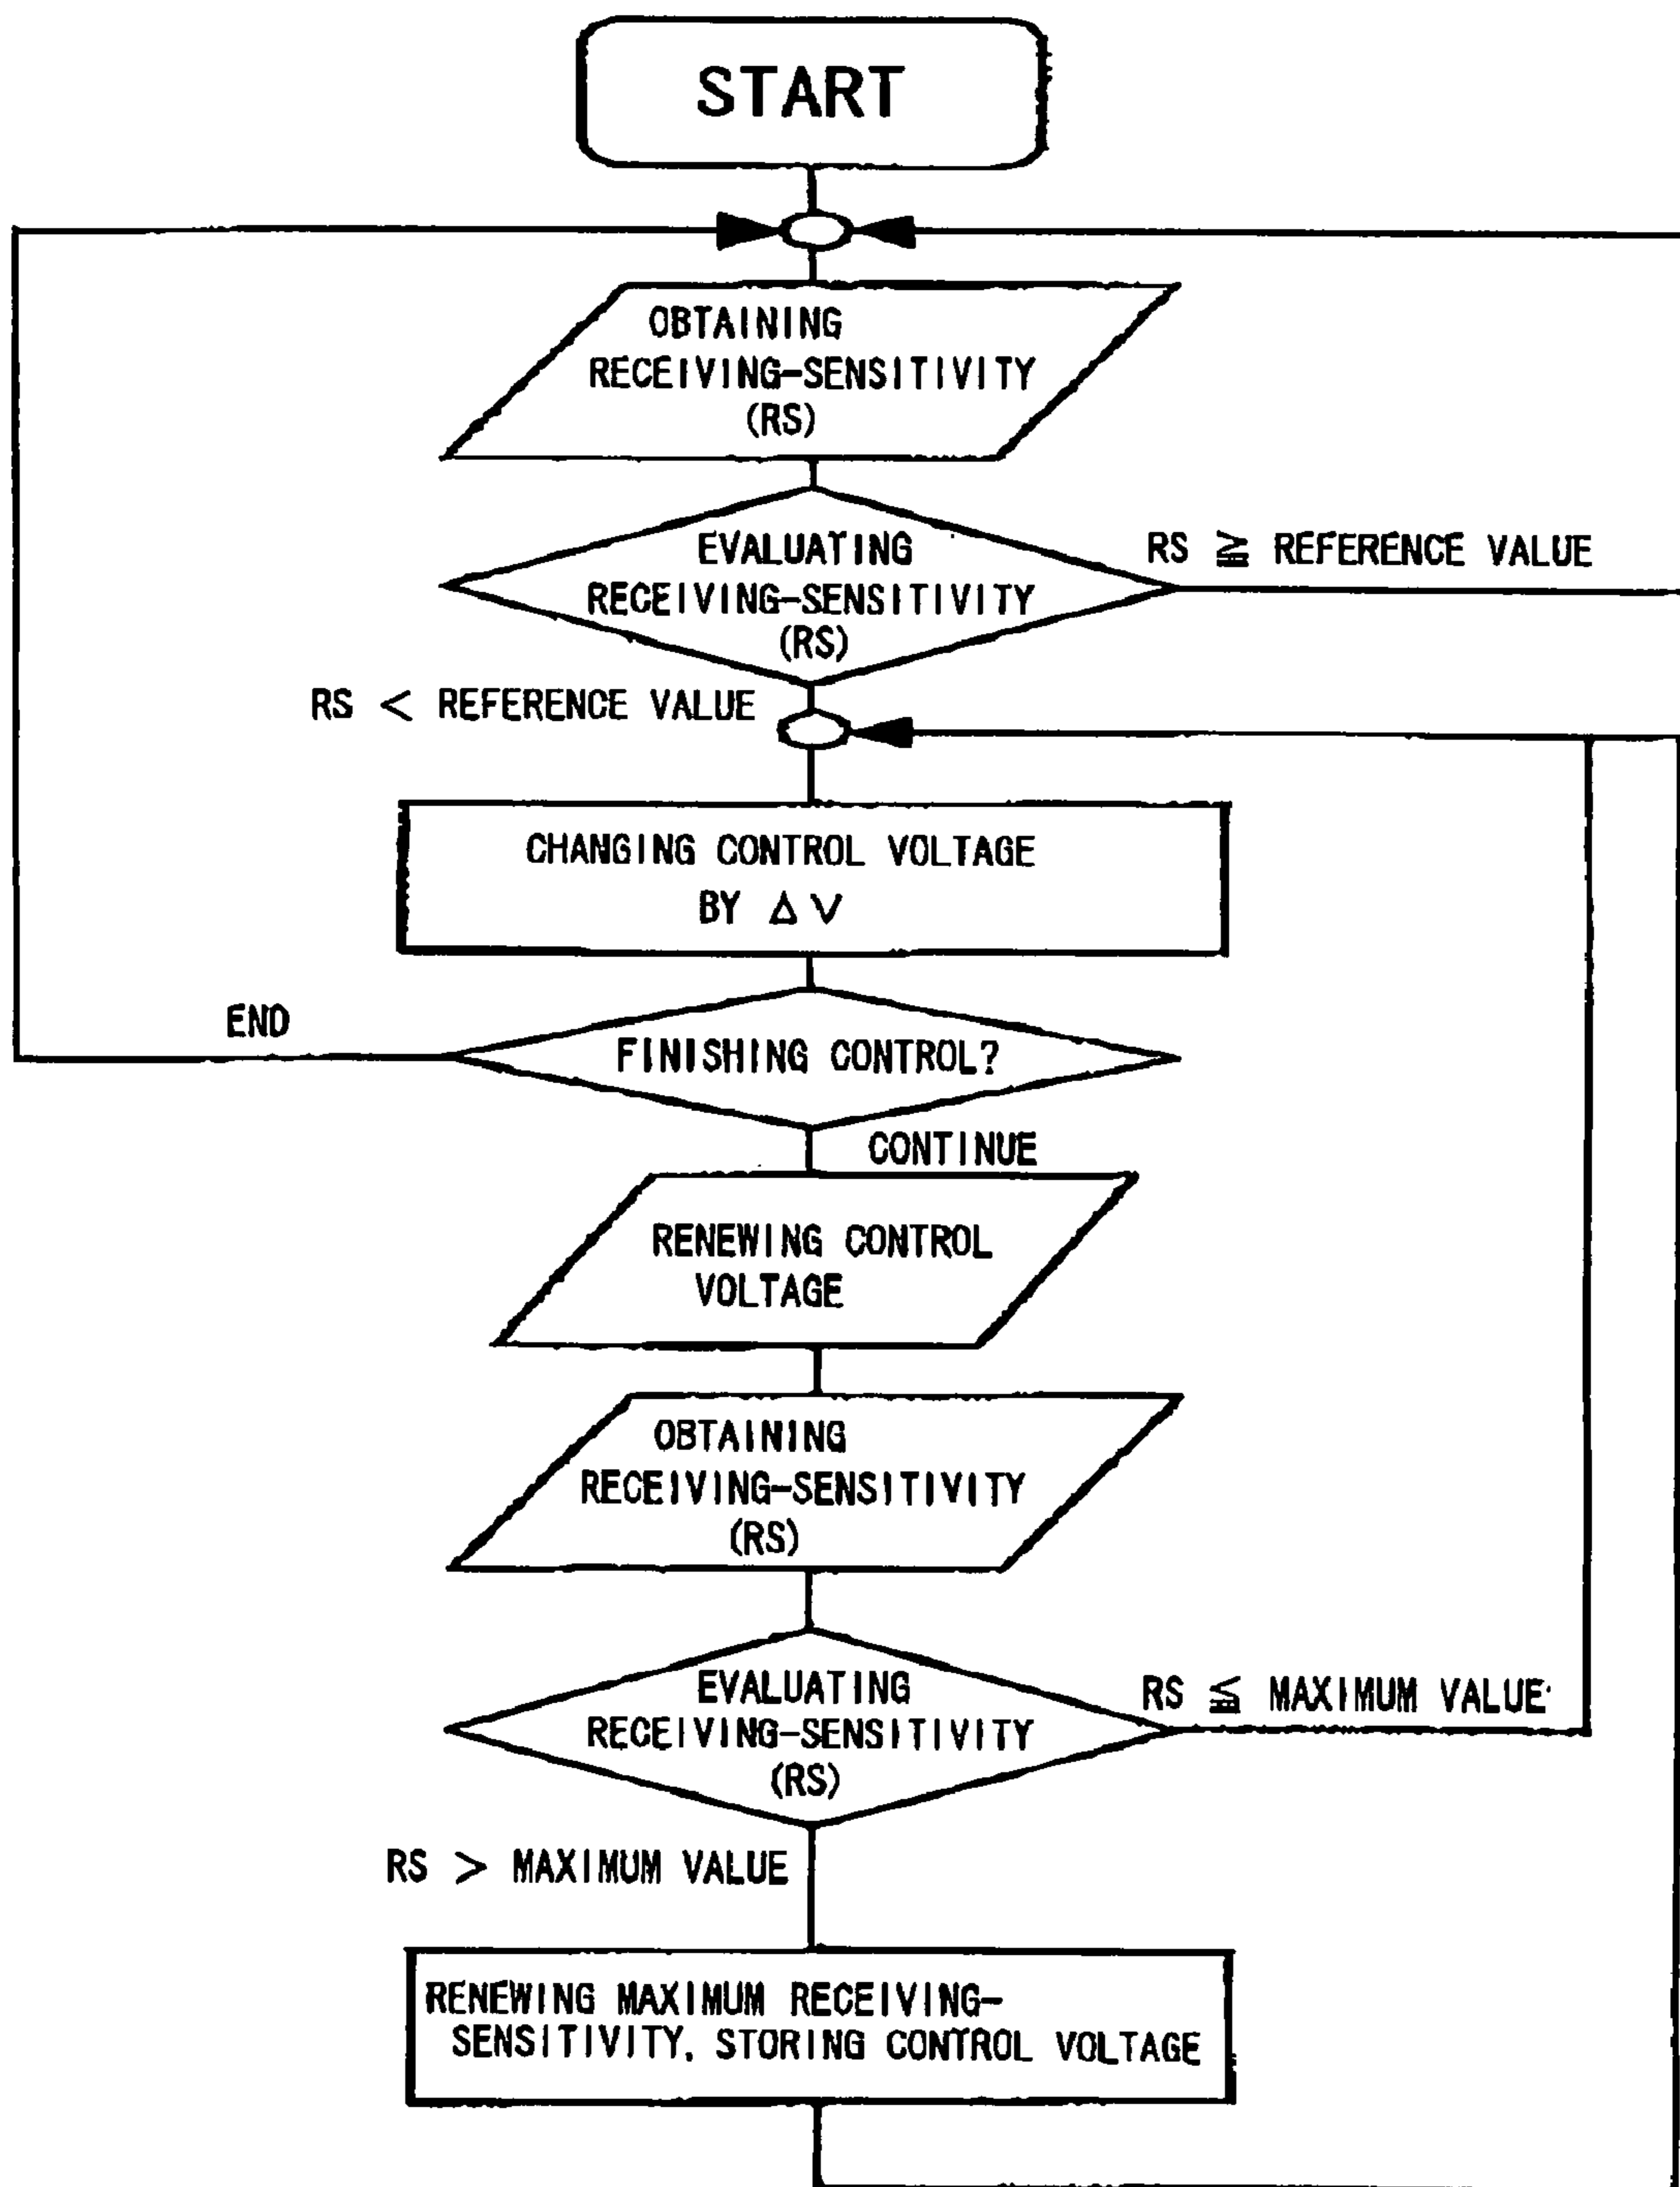 START
OBTAINING
RECEIVING-SENSITIVITY
(RS)
EVALUATING
RECEIVING-SENSITIVITY
(RS)
RS ≧ REFERENCE VALUE
RS < REFERENCE VALUE
CHANGING CONTROL VOLTAGE
BY Δ V
END
FINISHING CONTROL?
CONTINUE
RENEWING CONTROL
VOLTAGE
OBTAINING
RECEIVING-SENSITIVITY
(RS)
EVALUATING
RECEIVING-SENSITIVITY
(RS)
RS ≦ MAXIMUM VALUE
RS > MAXIMUM VALUE
RENEWING MAXIMUM RECEIVING-
SENSITIVITY, STORING CONTROL VOLTAGE